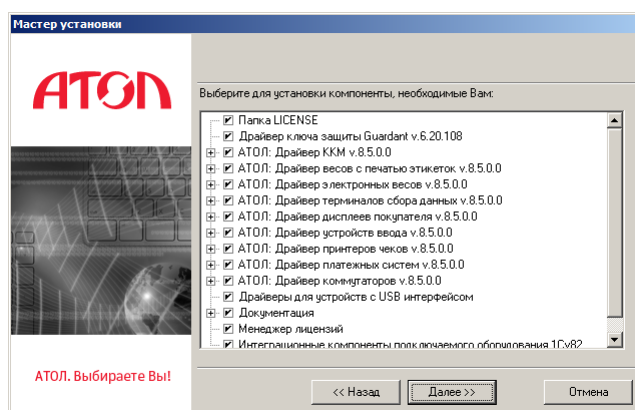 Мастер установки
АТОЛ
Выберите для установки компоненты, необходимые Вам:
Папка LICENSE
Драйвер ключа защиты Guardant v.6.20.108
АТОЛ: Драйвер ККМ v.8.5.0.0
АТОЛ: Драйвер весов с печатью этикеток v.8.5.0.0
АТОЛ: Драйвер электронных весов v.8.5.0.0
АТОЛ: Драйвер терминалов сбора данных v.8.5.0.0
АТОЛ: Драйвер дисплеев покупателя v.8.5.0.0
АТОЛ: Драйвер устройств ввода v.8.5.0.0
АТОЛ: Драйвер принтеров чеков v.8.5.0.0
АТОЛ: Драйвер платежных систем v.8.5.0.0
АТОЛ: Драйвер коммутаторов v.8.5.0.0
Драйверы для устройств с USB интерфейсом
Документация
Менеджер лицензий
Интеграционные компоненты подключаемого оборудования 1Cv82
АТОЛ. Выбираете Вы!
<< Назад
Далее >>
Отмена